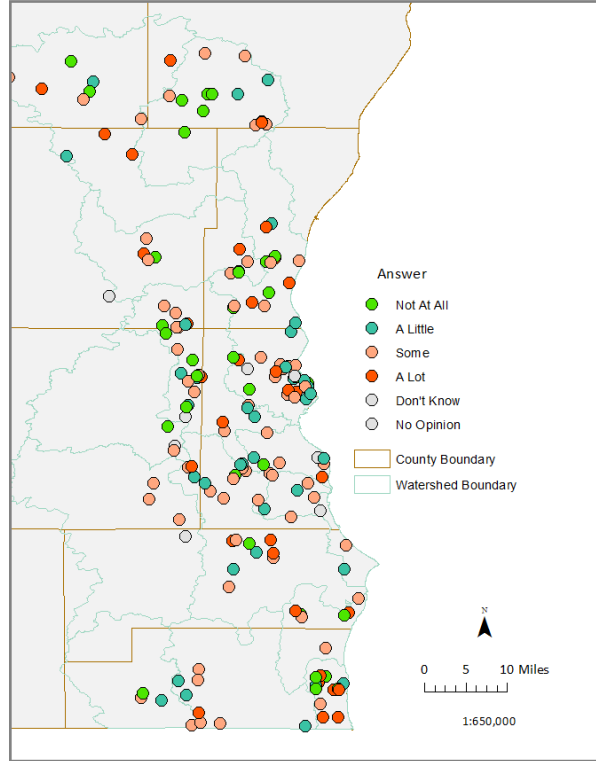 Answer
Not At All
A Little
Some
A Lot
Don't Know
No Opinion
County Boundary
Watershed Boundary
N
0 5 10 Miles
1:650,000